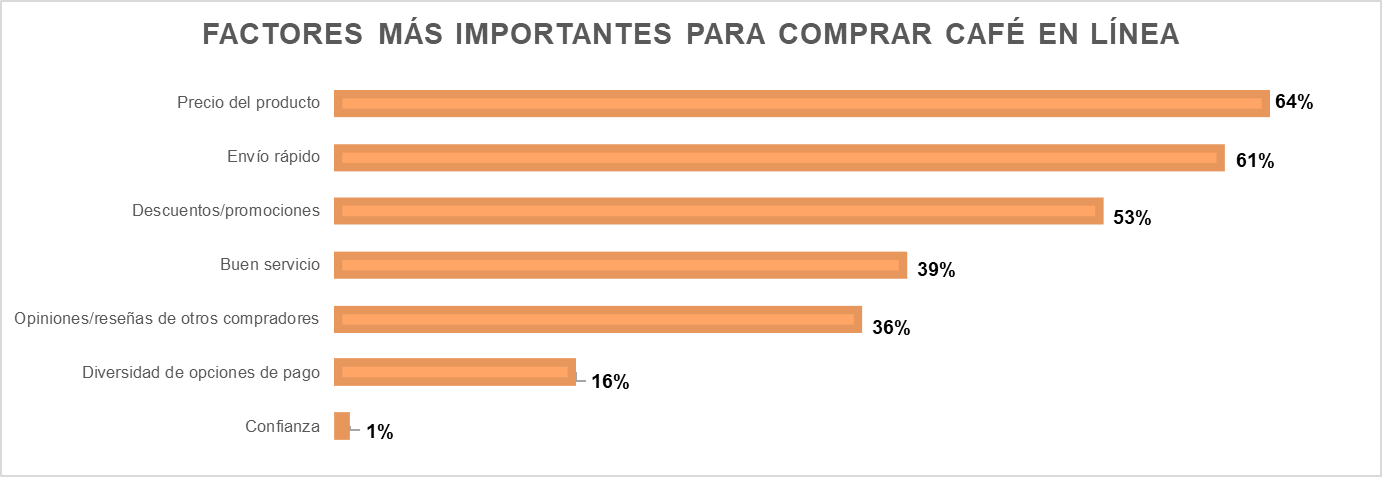 FACTORES MÁS IMPORTANTES PARA COMPRAR CAFÉ EN LÍNEA
Precio del producto 64%
Envío rápido 61%
Descuentos/promociones 53%
Buen servicio 39%
Opiniones/reseñas de otros compradores 36%
Diversidad de opciones de pago 16%
Confianza 1%